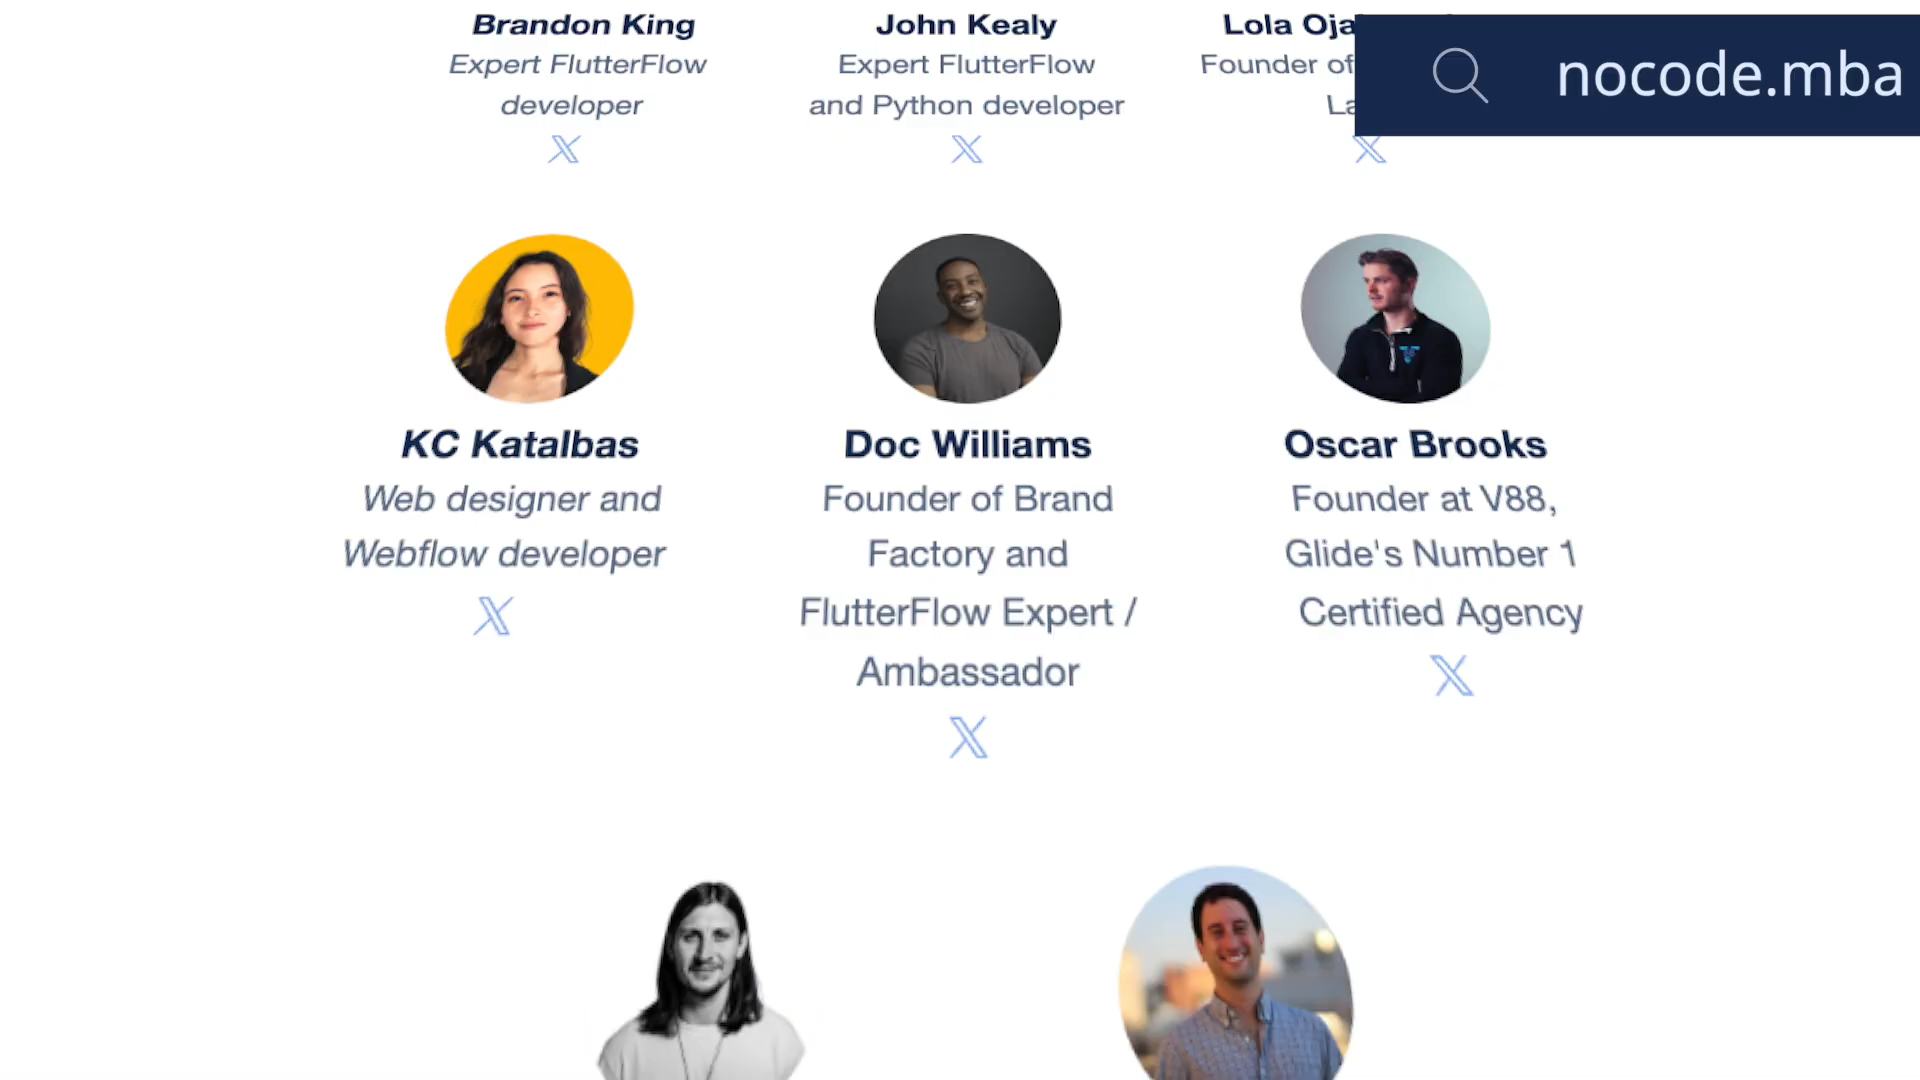 Brandon King
Expert FlutterFlow
developer
John Kealy
Expert FlutterFlow
and Python developer
Lola
Founder of
nocode.mba
KC Katalbas
Web designer and
Webflow developer
Doc Williams
Founder of Brand
Factory and
FlutterFlow Expert /
Ambassador
Oscar Brooks
Founder at V88,
Glide's Number 1
Certified Agency